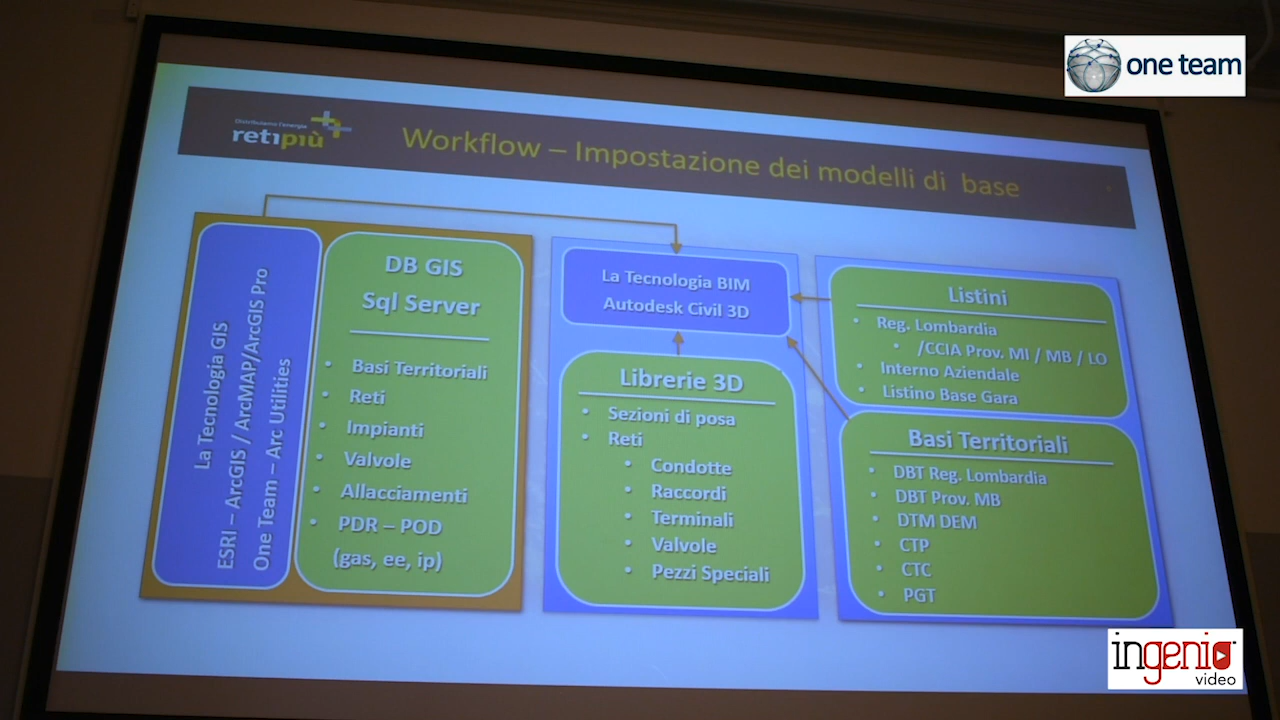 one team
Distribuiamo l'energia
retipiù
Workflow – Impostazione dei modelli di base
La Tecnologia GIS
ESRI – ArcGIS / ArcMAP/ArcGIS Pro
One Team – Arc Utilities
DB GIS
Sql Server
• Basi Territoriali
• Reti
• Impianti
• Valvole
• Allacciamenti
• PDR – POD
(gas, ee, ip)
La Tecnologia BIM
Autodesk Civil 3D
Librerie 3D
• Sezioni di posa
• Reti
• Condotte
• Raccordi
• Terminali
• Valvole
• Pezzi Speciali
Listini
• Reg. Lombardia
• /CCIA Prov. MI / MB / LO
• Interno Aziendale
• Listino Base Gara
Basi Territoriali
• DBT Reg. Lombardia
• DBT Prov. MB
• DTM DEM
• CTP
• CTC
• PGT
ingenio
video